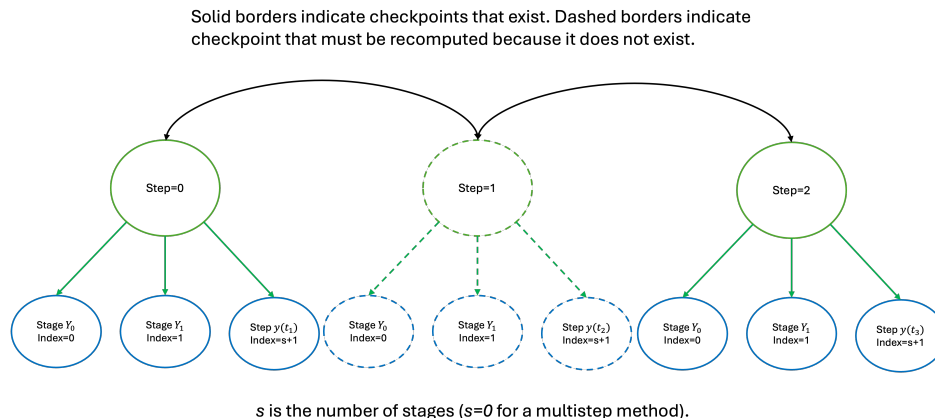 Solid borders indicate checkpoints that exist. Dashed borders indicate
checkpoint that must be recomputed because it does not exist.
Step=0
Step=1
Step=2
Stage Y₀
Index=0
Stage Y₁
Index=1
Step y(t₁)
Index=s+1
Stage Y₀
Index=0
Stage Y₁
Index=1
Step y(t₂)
Index=s+1
Stage Y₀
Index=0
Stage Y₁
Index=1
Step y(t₃)
Index=s+1
s is the number of stages (s=0 for a multistep method).